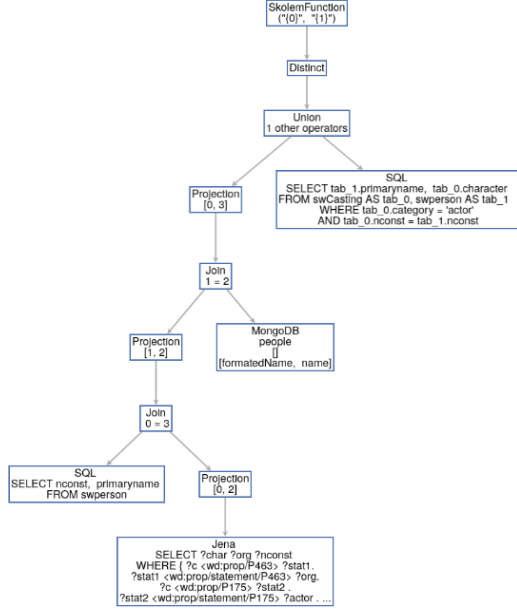 SkolemFunction
("{0}", "{1}")
Distinct
Union
1 other operators
Projection
[0, 3]
SQL
SELECT tab_1.primaryname, tab_0.character
FROM swCasting AS tab_0, swperson AS tab_1
WHERE tab_0.category = 'actor'
AND tab_0.nconst = tab_1.nconst
Join
1 = 2
Projection
[1, 2]
MongoDB
people
[]
[formatedName, name]
Join
0 = 3
SQL
SELECT nconst, primaryname
FROM swperson
Projection
[0, 2]
Jena
SELECT ?char ?org ?nconst
WHERE { ?c <wd:prop/P463> ?stat1.
?stat1 <wd:prop/statement/P463> ?org.
?c <wd:prop/P175> ?stat2 .
?stat2 <wd:prop/statement/P175> ?actor . ...